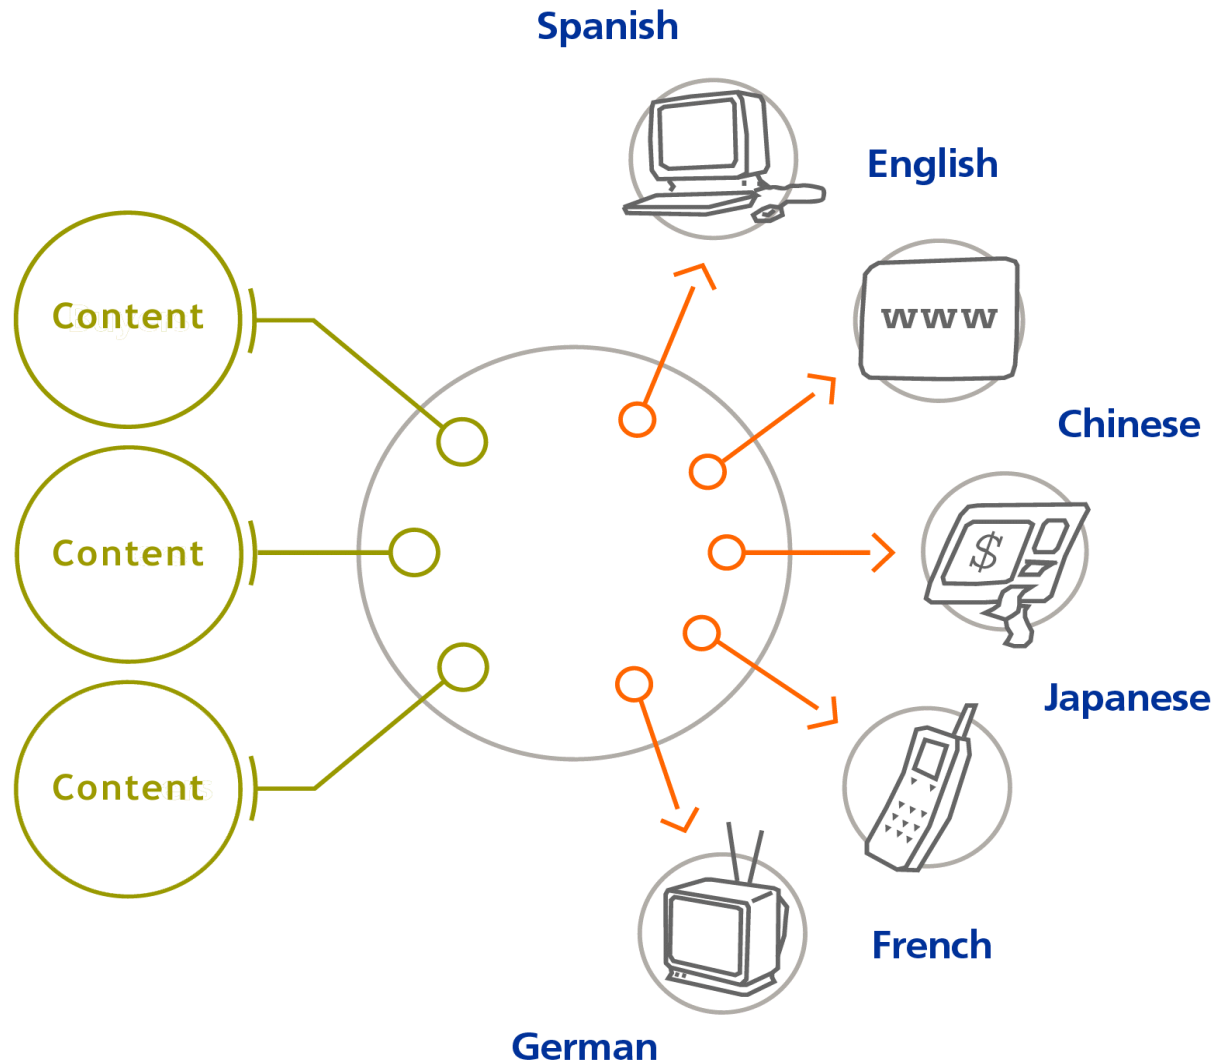 Spanish
English
www
Content
Chinese
$
Content
Japanese
Content
French
German